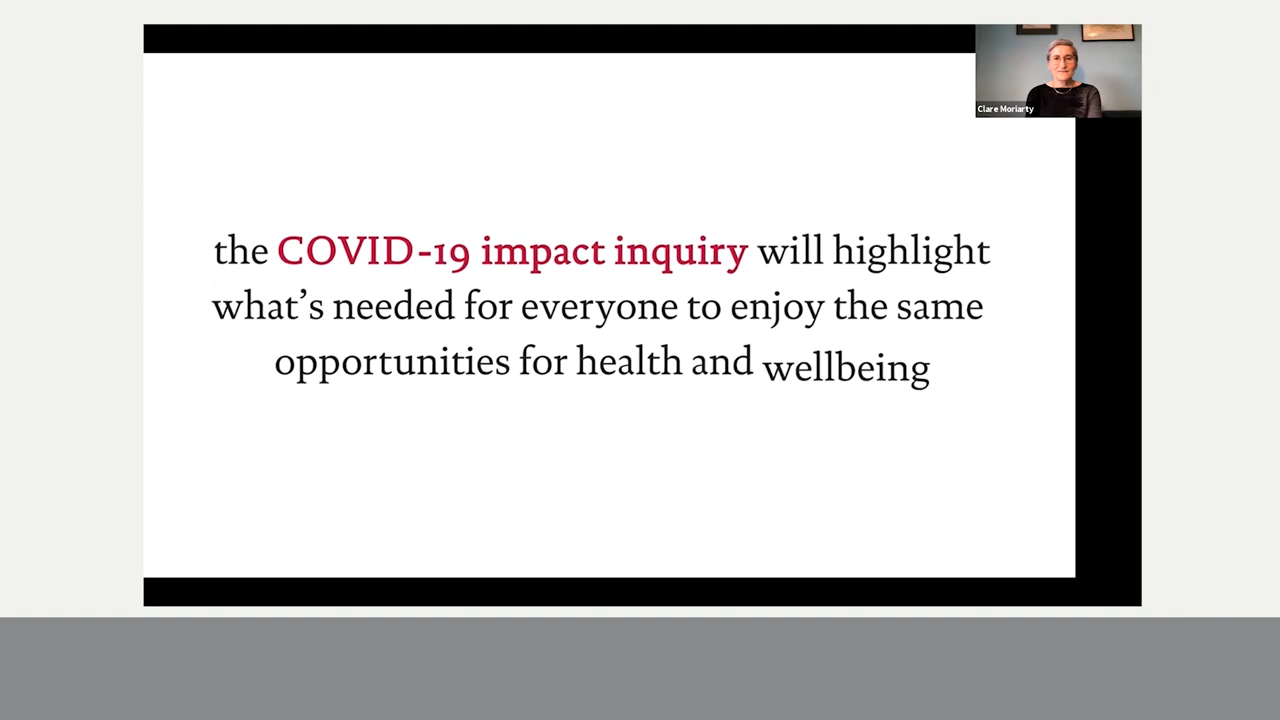 Clare Moriarty
the COVID-19 impact inquiry will highlight
what’s needed for everyone to enjoy the same
opportunities for health and wellbeing